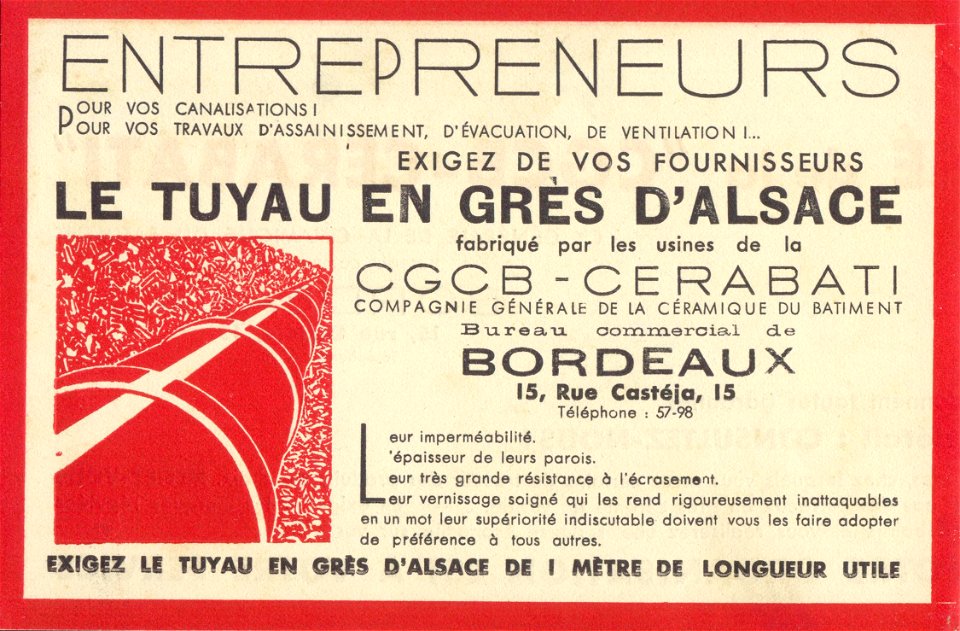 ENTREPRENEURS
POUR VOS CANALISATIONS !
POUR VOS TRAVAUX D'ASSAINISSEMENT, D'ÉVACUATION, DE VENTILATION !...
EXIGEZ DE VOS FOURNISSEURS
LE TUYAU EN GRÈS D'ALSACE
fabriqué par les usines de la
CGCB - CERABATI
COMPAGNIE GÉNÉRALE DE LA CÉRAMIQUE DU BATIMENT
Bureau commercial de
BORDEAUX
15, Rue Castéja, 15
Téléphone : 57-98
Leur imperméabilité.
L'épaisseur de leurs parois.
Leur très grande résistance à l'écrasement.
Leur vernissage soigné qui les rend rigoureusement inattaquables
en un mot leur supériorité indiscutable doivent vous les faire adopter
de préférence à tous autres.
EXIGEZ LE TUYAU EN GRÈS D'ALSACE DE 1 MÈTRE DE LONGUEUR UTILE